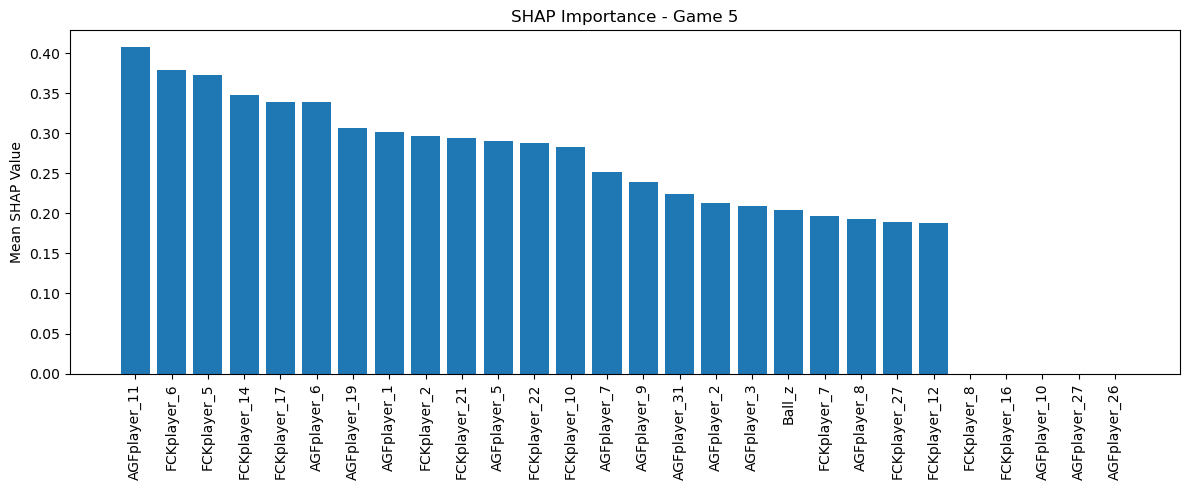 SHAP Importance - Game 5
Mean SHAP Value
0.40
0.35
0.30
0.25
0.20
0.15
0.10
0.05
0.00
AGFplayer_11
FCKplayer_6
FCKplayer_5
FCKplayer_14
FCKplayer_17
AGFplayer_6
AGFplayer_19
AGFplayer_1
FCKplayer_2
FCKplayer_21
AGFplayer_5
FCKplayer_22
FCKplayer_10
AGFplayer_7
AGFplayer_9
AGFplayer_31
AGFplayer_2
AGFplayer_3
Ball_z
FCKplayer_7
AGFplayer_8
FCKplayer_27
FCKplayer_12
FCKplayer_8
FCKplayer_16
AGFplayer_10
AGFplayer_27
AGFplayer_26